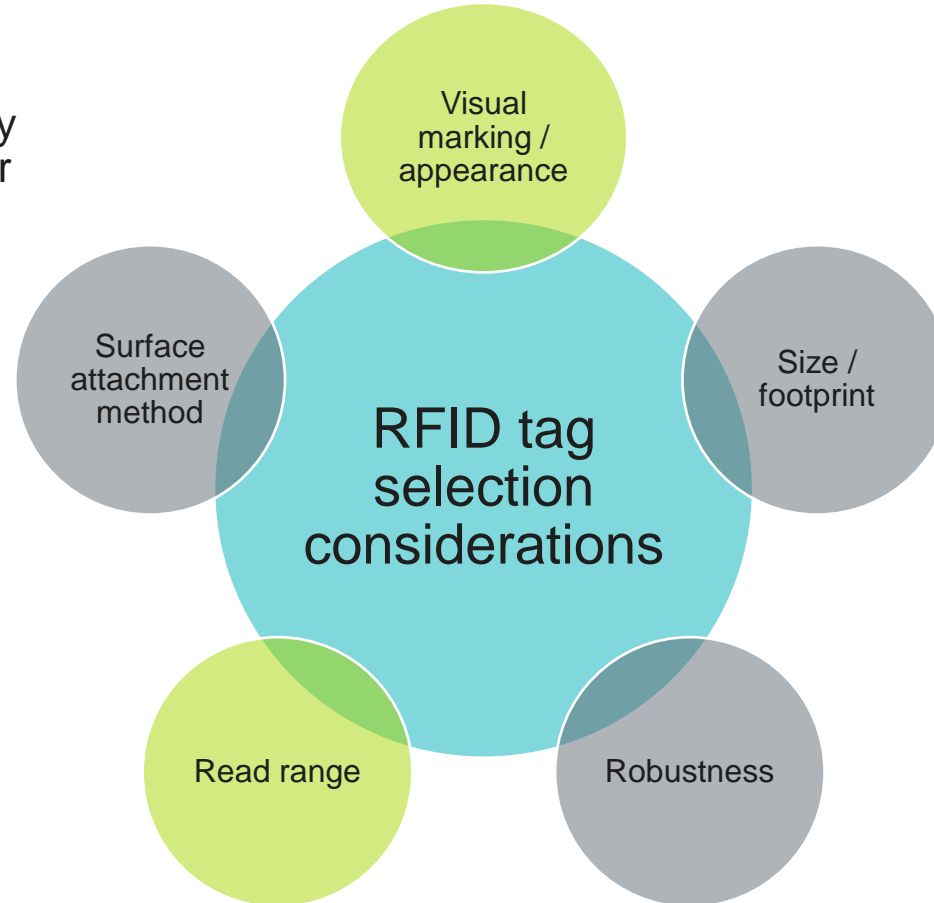 y
r
Visual
marking /
appearance
Surface
attachment
method
Size /
footprint
RFID tag
selection
considerations
Read range
Robustness